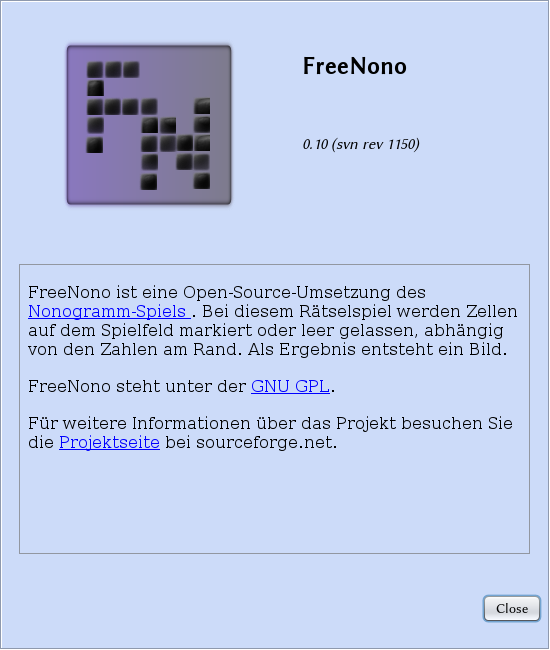 FN
FreeNono
0.10 (svn rev 1150)
FreeNono ist eine Open-Source-Umsetzung des
Nonogramm-Spiels . Bei diesem Rätselspiel werden Zellen
auf dem Spielfeld markiert oder leer gelassen, abhängig
von den Zahlen am Rand. Als Ergebnis entsteht ein Bild.
FreeNono steht unter der GNU GPL.
Für weitere Informationen über das Projekt besuchen Sie
die Projektseite bei sourceforge.net.
Close